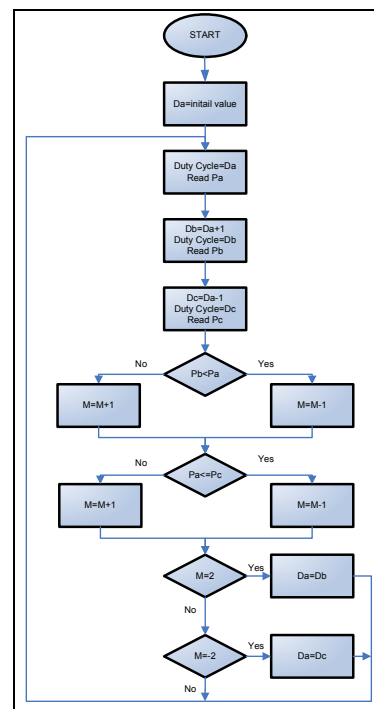 START
Da=initail value
Duty Cycle=Da
Read Pa
Db=Da+1
Duty Cycle=Db
Read Pb
Dc=Da-1
Duty Cycle=Dc
Read Pc
Pb<Pa
No
Yes
M=M+1
M=M-1
Pa<=Pc
No
Yes
M=M+1
M=M-1
M=2
Yes
Da=Db
No
M=-2
Yes
Da=Dc
No